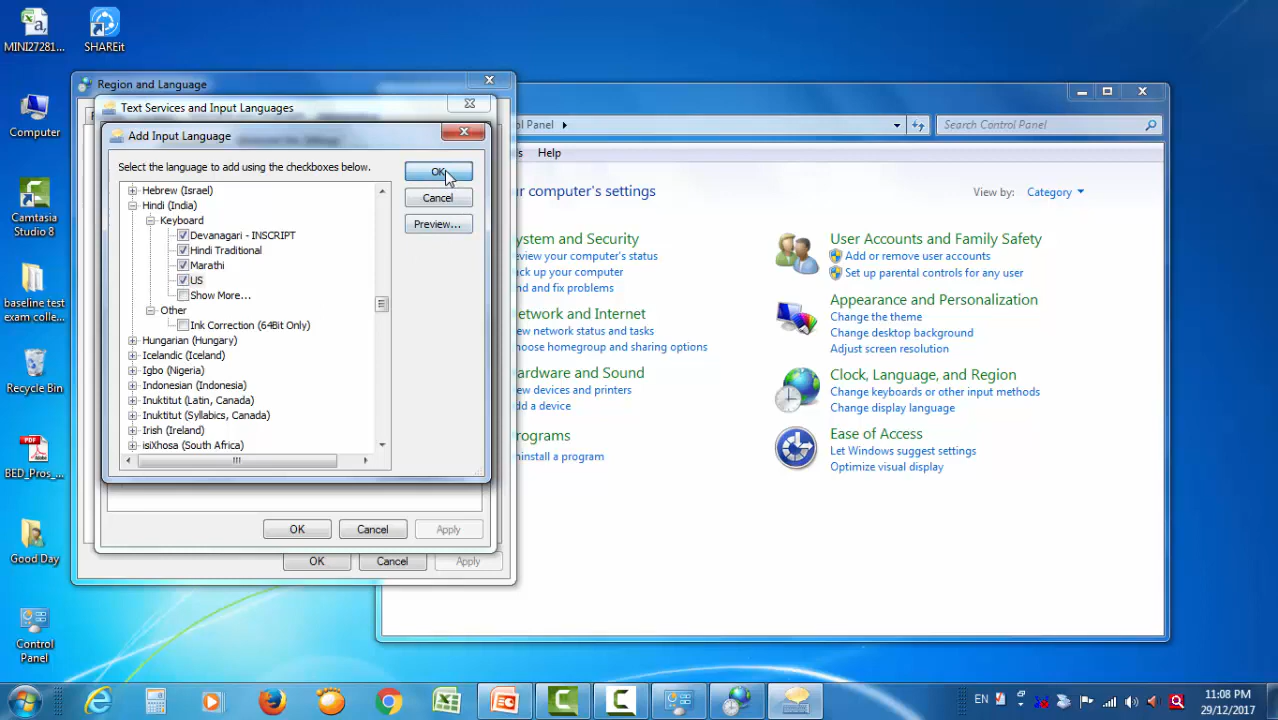 MINI27281...
SHAREit
Computer
Camtasia
Studio 8
baseline test
exam colle...
Recycle Bin
BED_Pros_...
Good Day
Control
Panel
Region and Language
Text Services and Input Languages
Add Input Language
Select the language to add using the checkboxes below.
Hebrew (Israel)
Hindi (India)
Keyboard
Devanagari - INSCRIPT
Hindi Traditional
Marathi
US
Show More...
Other
Ink Correction (64Bit Only)
Hungarian (Hungary)
Icelandic (Iceland)
Igbo (Nigeria)
Indonesian (Indonesia)
Inuktitut (Latin, Canada)
Inuktitut (Syllabics, Canada)
Irish (Ireland)
isiXhosa (South Africa)
OK
Cancel
Preview...
OK
Cancel
Apply
OK
Cancel
Apply
ol Panel
Search Control Panel
s
Help
ur computer's settings
View by:
Category
ystem and Security
eview your computer's status
ck up your computer
nd and fix problems
etwork and Internet
ew network status and tasks
hoose homegroup and sharing options
ardware and Sound
ew devices and printers
dd a device
rograms
ninstall a program
User Accounts and Family Safety
Add or remove user accounts
Set up parental controls for any user
Appearance and Personalization
Change the theme
Change desktop background
Adjust screen resolution
Clock, Language, and Region
Change keyboards or other input methods
Change display language
Ease of Access
Let Windows suggest settings
Optimize visual display
EN
11:08 PM
29/12/2017